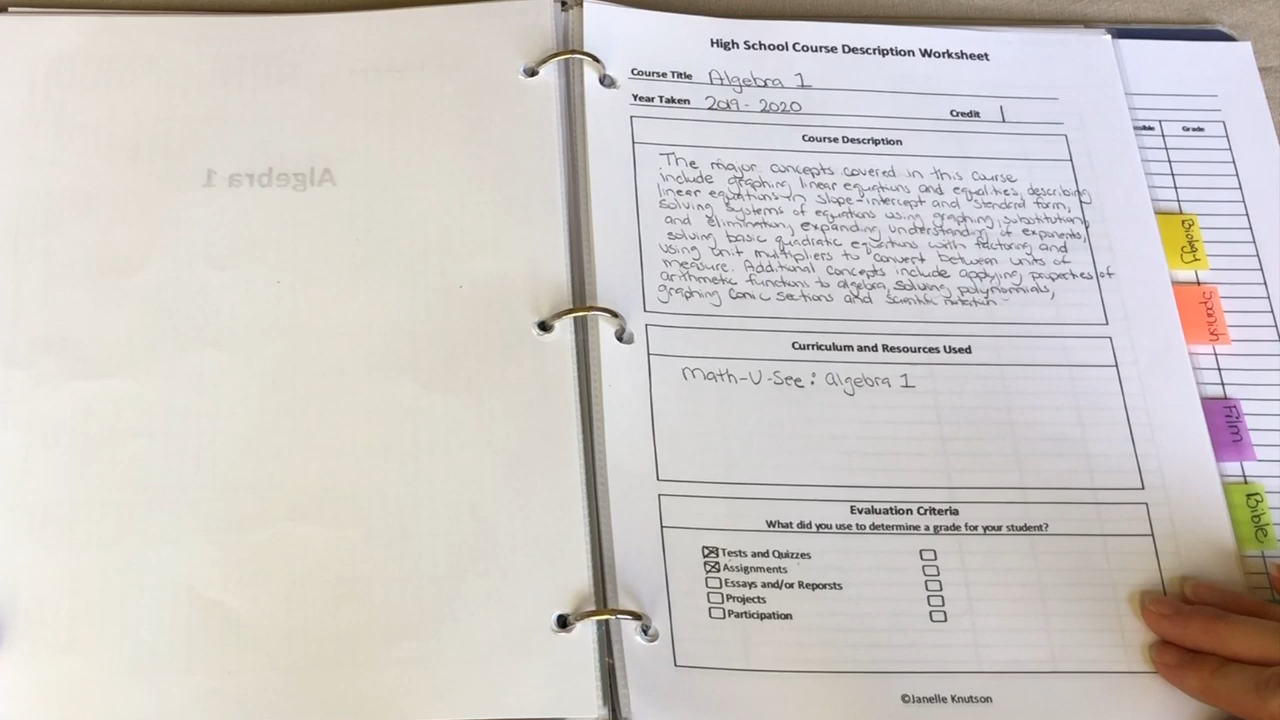 Algebra 1
High School Course Description Worksheet
Course Title Algebra 1
Year Taken 2019-2020 Credit 1
Course Description
The major concepts covered in this course
include graphing linear equations and equalities, describing
linear equations in slope-intercept and standard form,
solving systems of equations using graphing, substitution,
and elimination, expanding understanding of exponents,
solving basic quadratic equations with factoring and
using unit multipliers to convert between units of
measure. Additional concepts include applying properties of
arithmetic functions to algebra, solving polynomials,
graphing conic sections and scientific notation
Curriculum and Resources Used
Math-U-See: Algebra 1
Evaluation Criteria
What did you use to determine a grade for your student?
Tests and Quizzes
Assignments
Essays and/or Reporsts
Projects
Participation
©Janelle Knutson
Grade
Biology
Spanish
Film
Bible